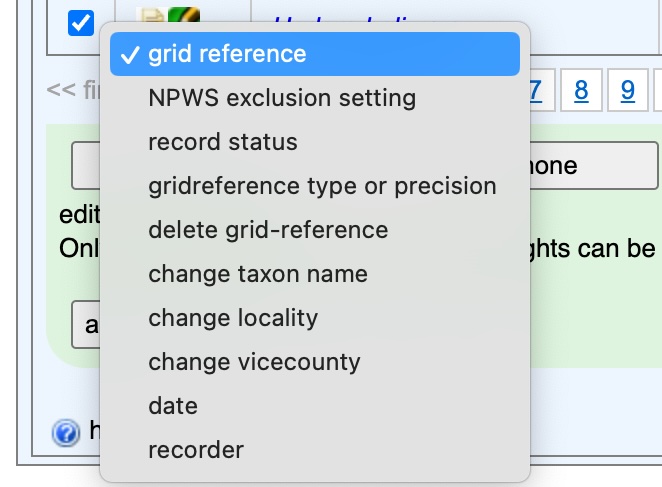 ✓ grid reference
<< fi
7 8 9
NPWS exclusion setting
record status
gridreference type or precision
none
edit
delete grid-reference
Onl
ghts can be
change taxon name
change locality
a
change vicecounty
date
h
recorder